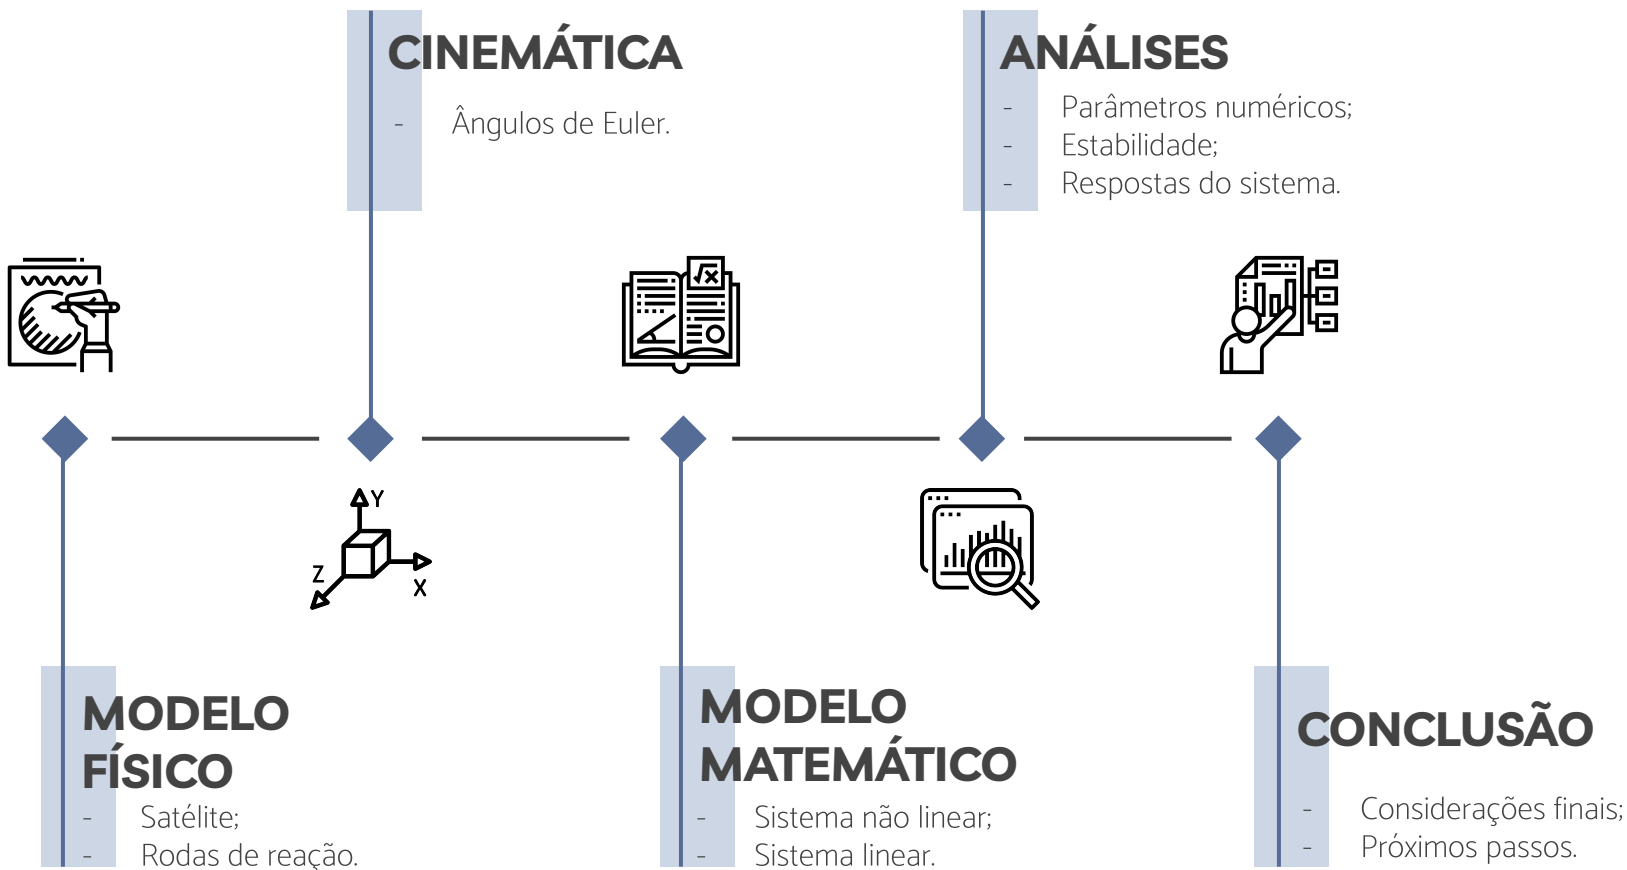 CINEMÁTICA
- Ângulos de Euler.
ANÁLISES
- Parâmetros numéricos;
- Estabilidade;
- Respostas do sistema.
√x
Y
Z
X
MODELO
FÍSICO
- Satélite;
- Rodas de reação.
MODELO
MATEMÁTICO
- Sistema não linear;
- Sistema linear.
CONCLUSÃO
- Considerações finais;
- Próximos passos.